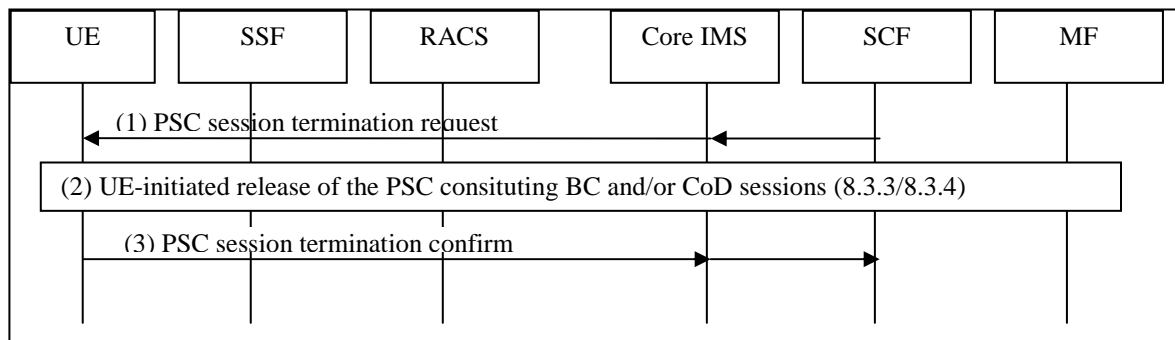 UE SSF RACS Core IMS SCF MF
(1) PSC session termination request
(2) UE-initiated release of the PSC consituting BC and/or CoD sessions (8.3.3/8.3.4)
(3) PSC session termination confirm